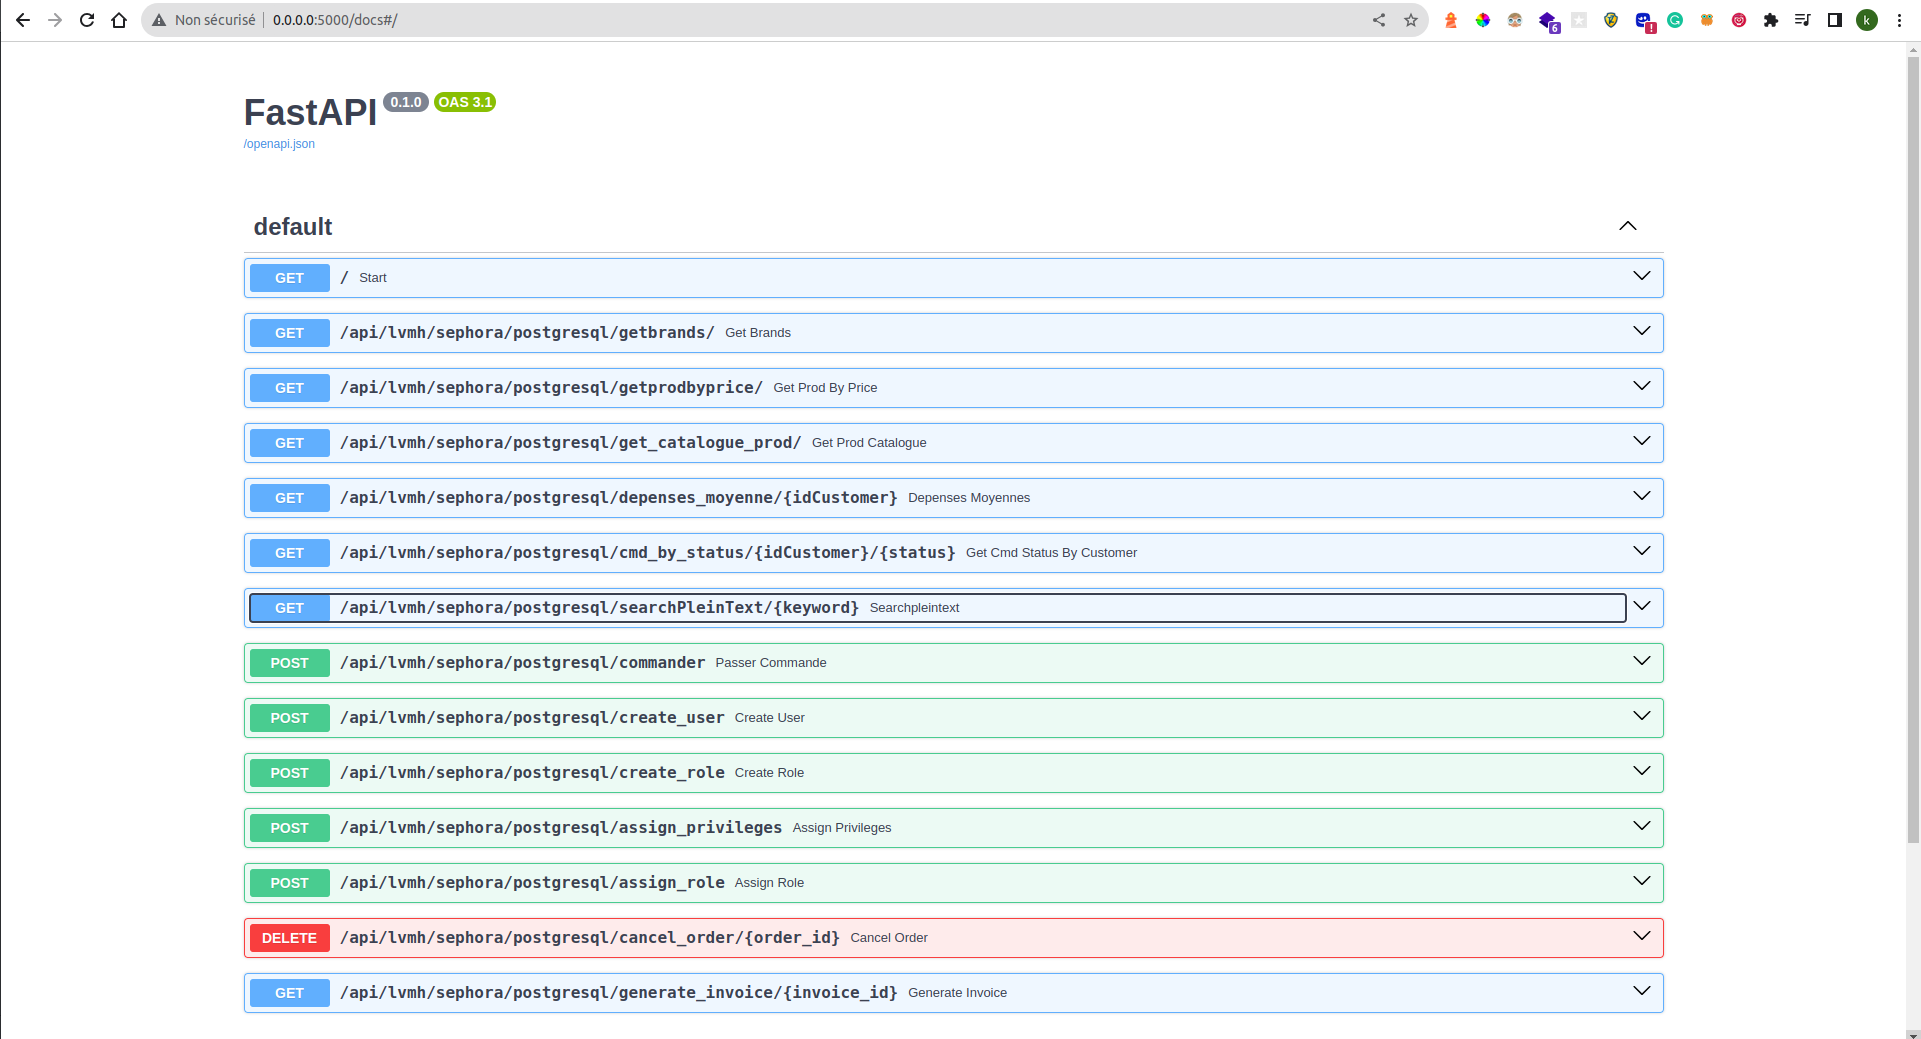 Non sécurisé 0.0.0.0:5000/docs#/
6
!
k
FastAPI 0.1.0 OAS 3.1
/openapi.json
default
GET / Start
GET /api/lvmh/sephora/postgresql/getbrands/ Get Brands
GET /api/lvmh/sephora/postgresql/getprodbyprice/ Get Prod By Price
GET /api/lvmh/sephora/postgresql/get_catalogue_prod/ Get Prod Catalogue
GET /api/lvmh/sephora/postgresql/depenses_moyenne/{idCustomer} Depenses Moyennes
GET /api/lvmh/sephora/postgresql/cmd_by_status/{idCustomer}/{status} Get Cmd Status By Customer
GET /api/lvmh/sephora/postgresql/searchPleinText/{keyword} Searchpleintext
POST /api/lvmh/sephora/postgresql/commander Passer Commande
POST /api/lvmh/sephora/postgresql/create_user Create User
POST /api/lvmh/sephora/postgresql/create_role Create Role
POST /api/lvmh/sephora/postgresql/assign_privileges Assign Privileges
POST /api/lvmh/sephora/postgresql/assign_role Assign Role
DELETE /api/lvmh/sephora/postgresql/cancel_order/{order_id} Cancel Order
GET /api/lvmh/sephora/postgresql/generate_invoice/{invoice_id} Generate Invoice